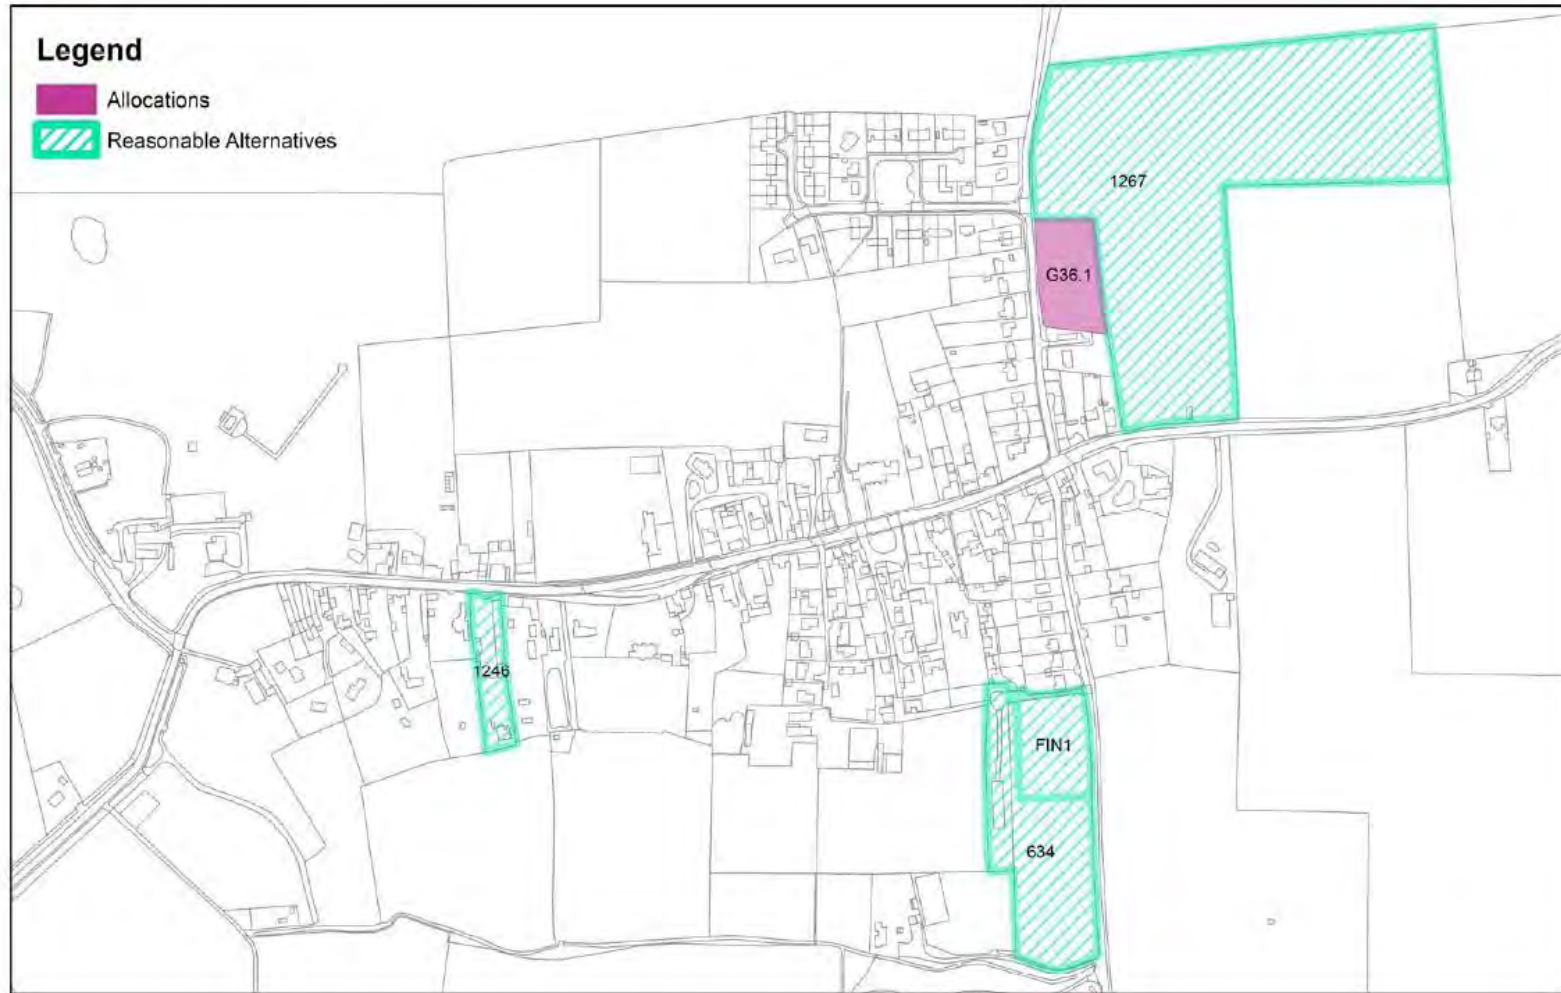 Legend
Allocations
Reasonable Alternatives
1267
G36.1
1246
FIN1
634